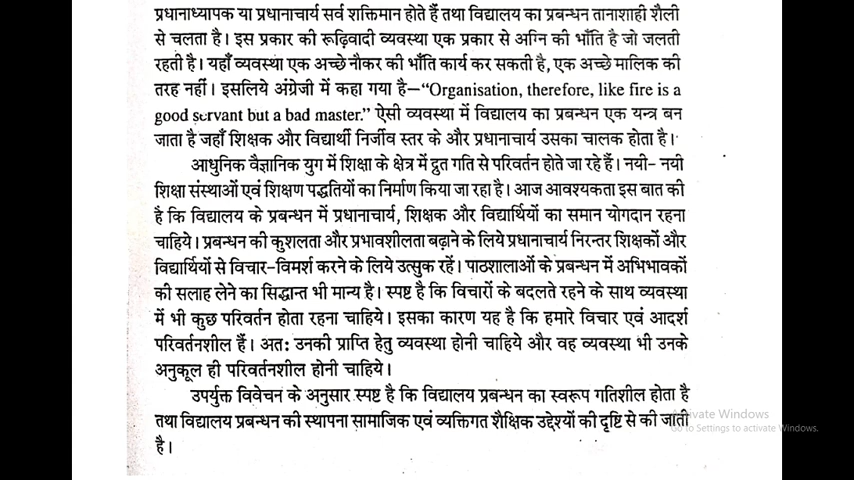 प्रधानाध्यापक या प्रधानाचार्य सर्व शक्तिमान होते हैं तथा विद्यालय का प्रबन्धन तानाशाही शैली
से चलता है। इस प्रकार की रूढ़िवादी व्यवस्था एक प्रकार से अग्नि की भाँति है जो जलती
रहती है। यहाँ व्यवस्था एक अच्छे नौकर की भाँति कार्य कर सकती है, एक अच्छे मालिक की
तरह नहीं। इसलिये अंग्रेजी में कहा गया है—“Organisation, therefore, like fire is a
good servant but a bad master.” ऐसी व्यवस्था में विद्यालय का प्रबन्धन एक यन्त्र बन
जाता है जहाँ शिक्षक और विद्यार्थी निर्जीव स्तर के और प्रधानाचार्य उसका चालक होता है।
आधुनिक वैज्ञानिक युग में शिक्षा के क्षेत्र में द्रुत गति से परिवर्तन होते जा रहे हैं। नयी- नयी
शिक्षा संस्थाओं एवं शिक्षण पद्धतियों का निर्माण किया जा रहा है। आज आवश्यकता इस बात की
है कि विद्यालय के प्रबन्धन में प्रधानाचार्य, शिक्षक और विद्यार्थियों का समान योगदान रहना
चाहिये। प्रबन्धन की कुशलता और प्रभावशीलता बढ़ाने के लिये प्रधानाचार्य निरन्तर शिक्षकों और
विद्यार्थियों से विचार-विमर्श करने के लिये उत्सुक रहें। पाठशालाओं के प्रबन्धन में अभिभावकों
की सलाह लेने का सिद्धान्त भी मान्य है। स्पष्ट है कि विचारों के बदलते रहने के साथ व्यवस्था
में भी कुछ परिवर्तन होता रहना चाहिये। इसका कारण यह है कि हमारे विचार एवं आदर्श
परिवर्तनशील हैं। अतः उनकी प्राप्ति हेतु व्यवस्था होनी चाहिये और वह व्यवस्था भी उनके
अनुकूल ही परिवर्तनशील होनी चाहिये।
उपर्युक्त विवेचन के अनुसार स्पष्ट है कि विद्यालय प्रबन्धन का स्वरूप गतिशील होता है
तथा विद्यालय प्रबन्धन की स्थापना सामाजिक एवं व्यक्तिगत शैक्षिक उद्देश्यों की दृष्टि से की जाती
है।
Activate Windows
Go to Settings to activate Windows.